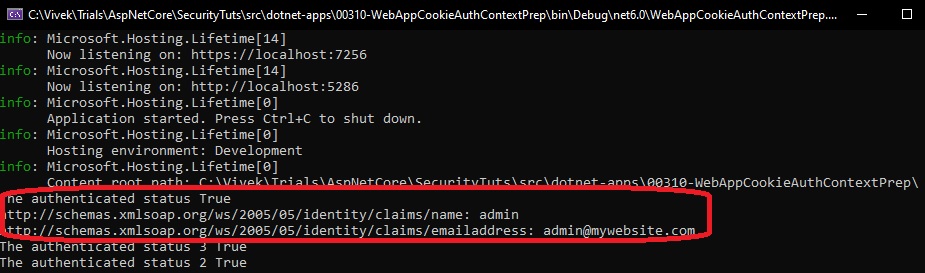 C:\Vivek\Trials\AspNetCore\SecurityTuts\src\dotnet-apps\00310-WebAppCookieAuthContextPrep\bin\Debug\net6.0\WebAppCookieAuthContextPrep....
info: Microsoft.Hosting.Lifetime[14]
Now listening on: https://localhost:7256
info: Microsoft.Hosting.Lifetime[14]
Now listening on: http://localhost:5286
info: Microsoft.Hosting.Lifetime[0]
Application started. Press Ctrl+C to shut down.
info: Microsoft.Hosting.Lifetime[0]
Hosting environment: Development
info: Microsoft.Hosting.Lifetime[0]
Content root path: C:\Vivek\Trials\AspNetCore\SecurityTuts\src\dotnet-apps\00310-WebAppCookieAuthContextPrep\
The authenticated status True
http://schemas.xmlsoap.org/ws/2005/05/identity/claims/name: admin
http://schemas.xmlsoap.org/ws/2005/05/identity/claims/emailaddress: admin@mywebsite.com
The authenticated status 3 True
The authenticated status 2 True